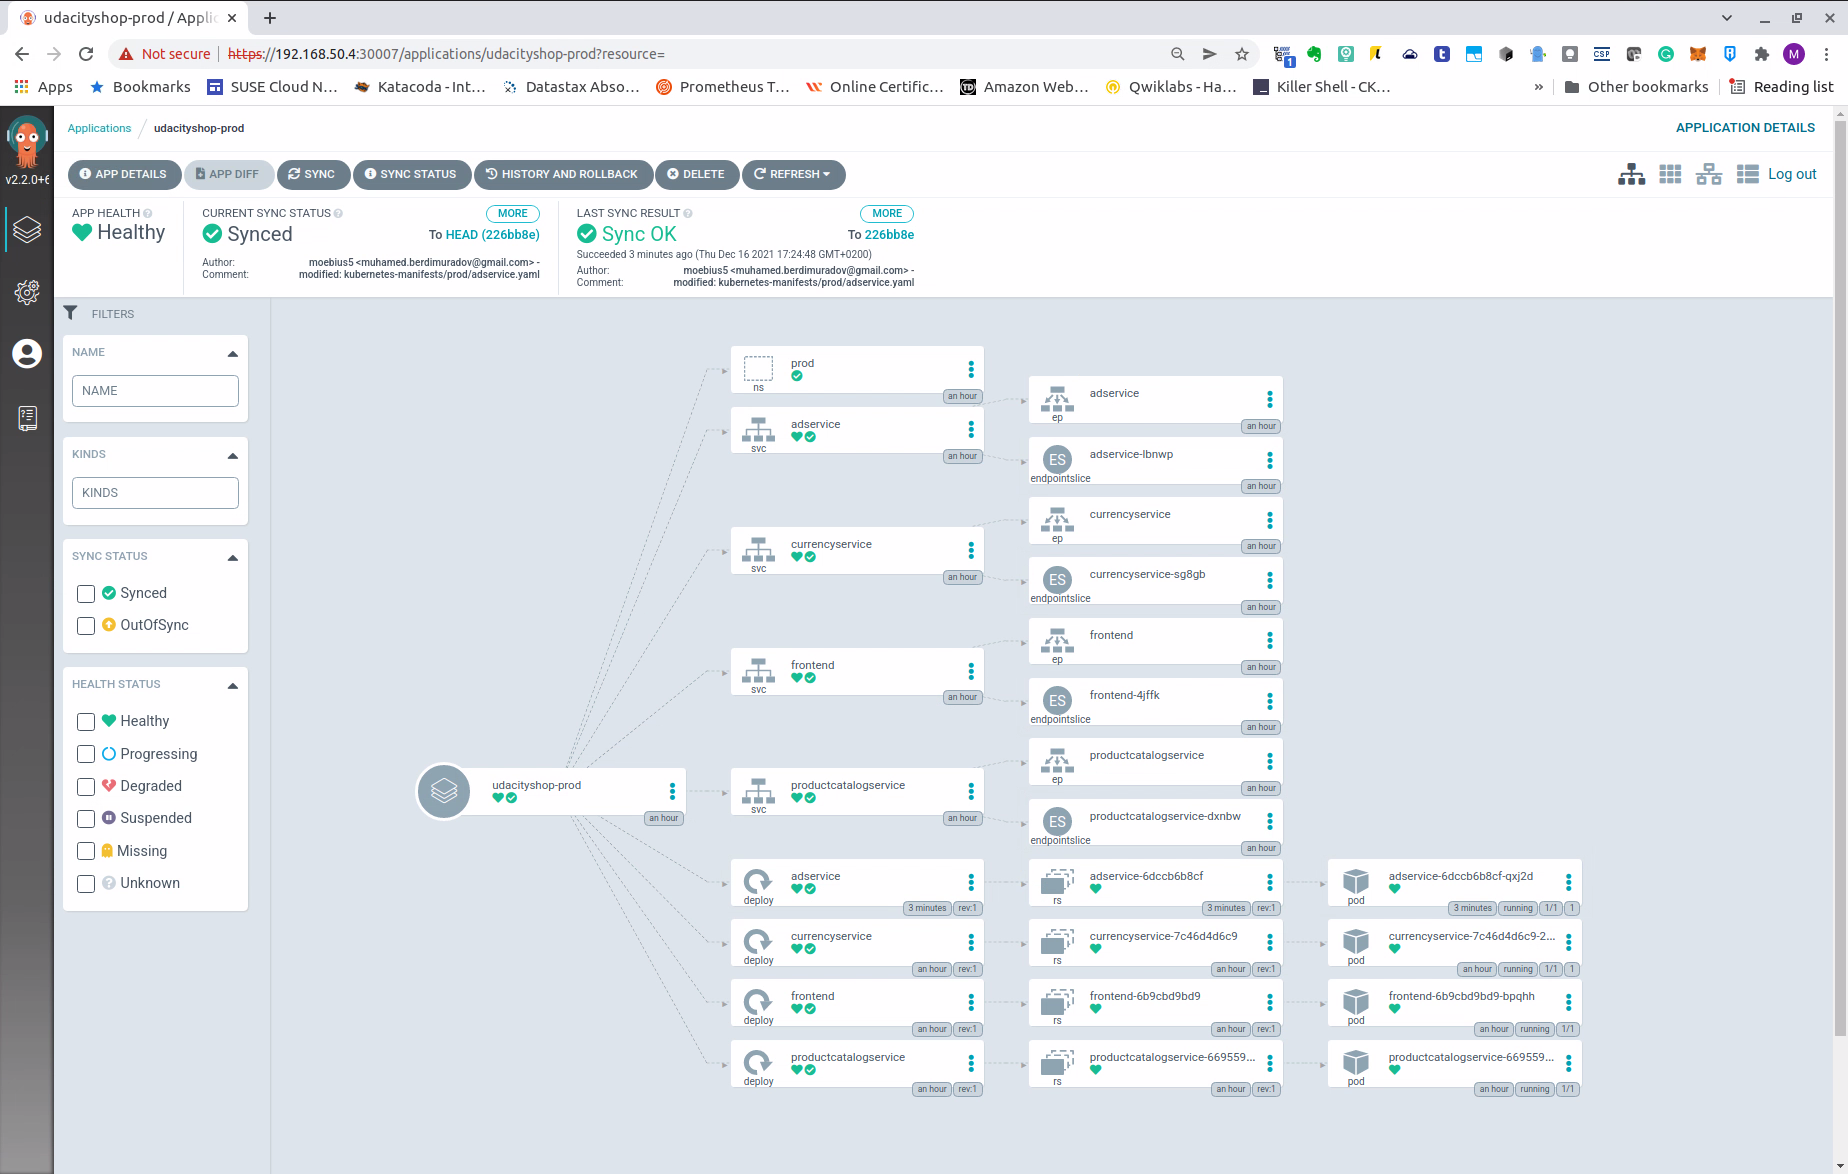 udacityshop-prod / Applic
Not secure
https://192.168.50.4:30007/applications/udacityshop-prod?resource=
Apps
Bookmarks
SUSE Cloud N...
Katacoda - Int...
Datastax Abso...
Prometheus T...
Online Certific...
Amazon Web...
Qwiklabs - Ha...
Killer Shell - CK...
»
Other bookmarks
Reading list
v2.2.0+6
Applications / udacityshop-prod
APPLICATION DETAILS
APP DETAILS
APP DIFF
SYNC
SYNC STATUS
HISTORY AND ROLLBACK
DELETE
REFRESH
Log out
APP HEALTH
Healthy
CURRENT SYNC STATUS
MORE
Synced
To HEAD (226bb8e)
Author: moebius5 <muhamed.berdimuradov@gmail.com> -
Comment: modified: kubernetes-manifests/prod/adservice.yaml
LAST SYNC RESULT
MORE
Sync OK
To 226bb8e
Succeeded 3 minutes ago (Thu Dec 16 2021 17:24:48 GMT+0200)
Author: moebius5 <muhamed.berdimuradov@gmail.com> -
Comment: modified: kubernetes-manifests/prod/adservice.yaml
FILTERS
NAME
NAME
KINDS
KINDS
SYNC STATUS
Synced
OutOfSync
HEALTH STATUS
Healthy
Progressing
Degraded
Suspended
Missing
Unknown
udacityshop-prod
an hour
prod
ns
an hour
adservice
svc
an hour
adservice
ep
an hour
ES
adservice-lbnwp
endpointslice
an hour
currencyservice
svc
an hour
currencyservice
ep
an hour
ES
currencyservice-sg8gb
endpointslice
an hour
frontend
svc
an hour
frontend
ep
an hour
ES
frontend-4jffk
endpointslice
an hour
productcatalogservice
svc
an hour
productcatalogservice
ep
an hour
ES
productcatalogservice-dxnbw
endpointslice
an hour
adservice
deploy
3 minutes rev:1
adservice-6dccb6b8cf
rs
3 minutes rev:1
adservice-6dccb6b8cf-qxj2d
pod
3 minutes running 1/1 1
currencyservice
deploy
an hour rev:1
currencyservice-7c46d4d6c9
rs
an hour rev:1
currencyservice-7c46d4d6c9-2...
pod
an hour running 1/1 1
frontend
deploy
an hour rev:1
frontend-6b9cbd9bd9
rs
an hour rev:1
frontend-6b9cbd9bd9-bpqhh
pod
an hour running 1/1
productcatalogservice
deploy
an hour rev:1
productcatalogservice-669559...
rs
an hour rev:1
productcatalogservice-669559...
pod
an hour running 1/1